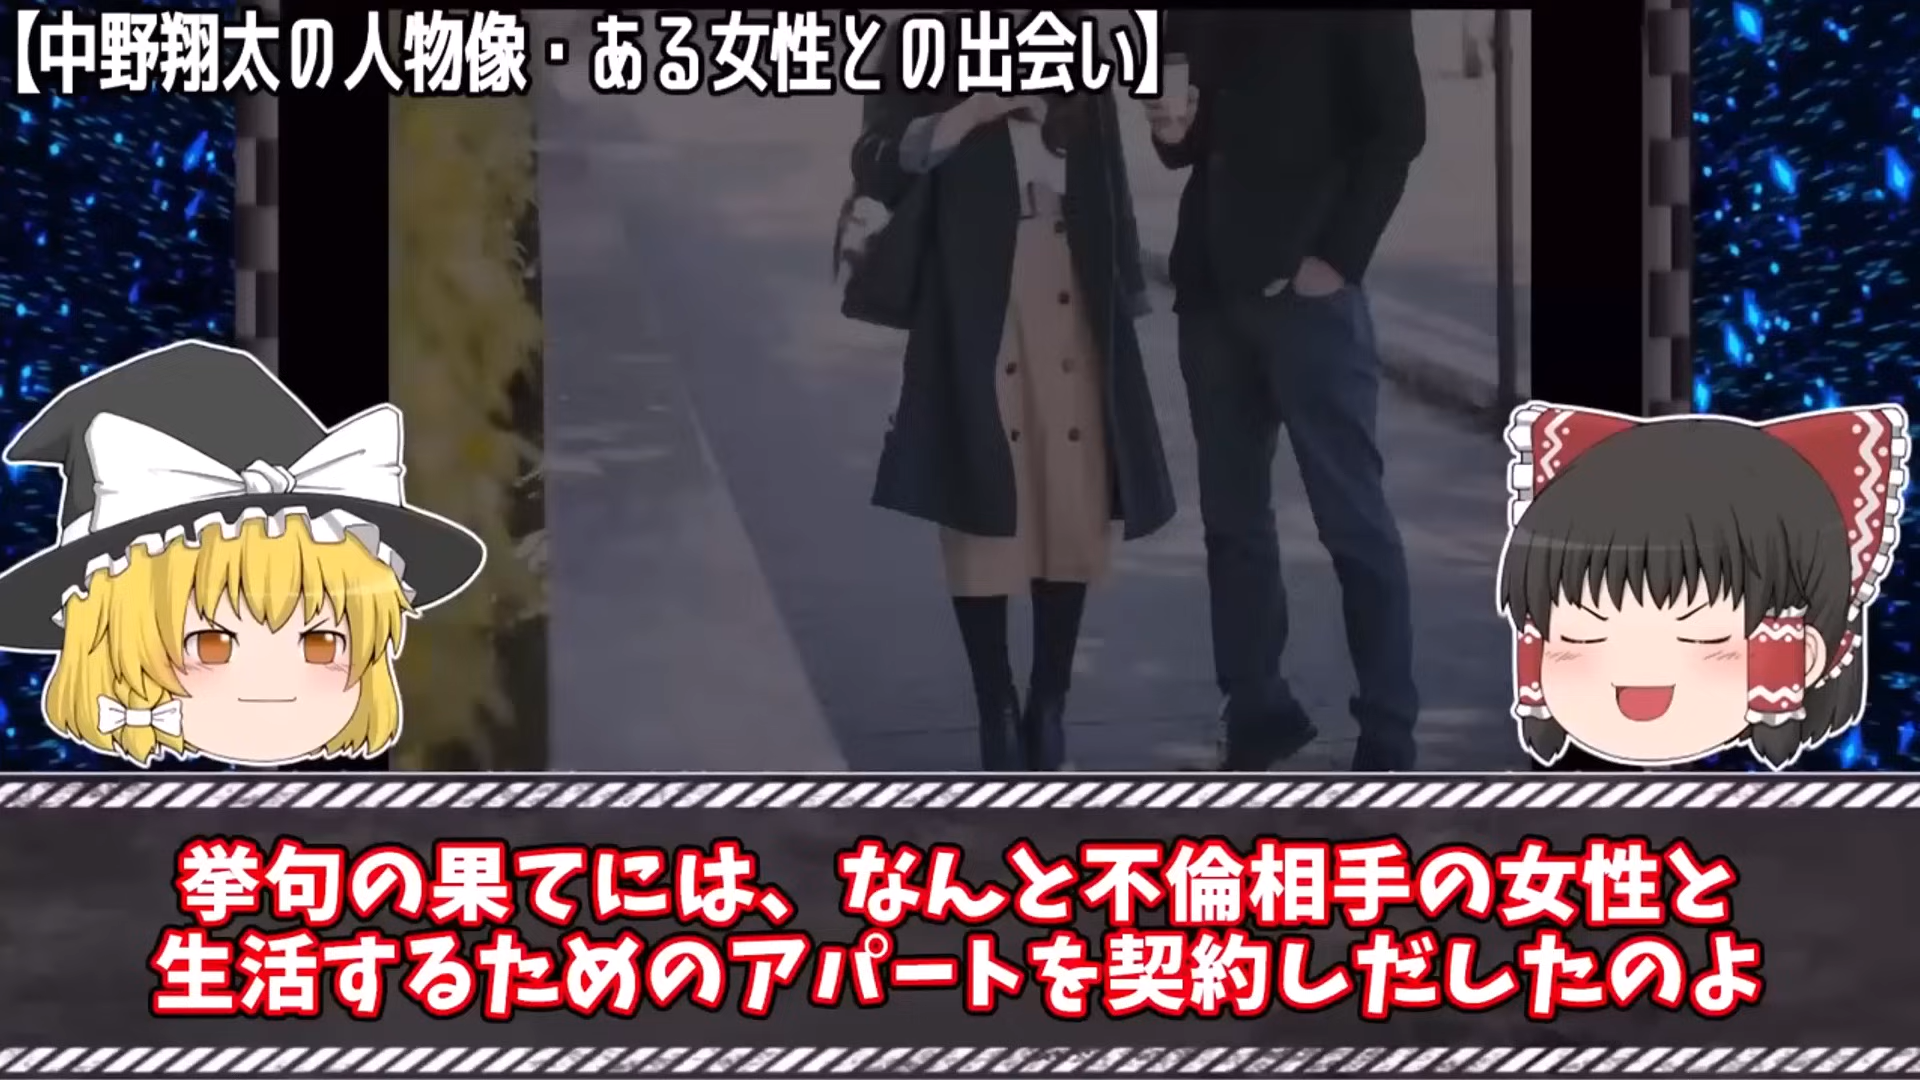 【中野翔太の人物像・ある女性との出会い】
挙句の果てには、なんと不倫相手の女性と
生活するためのアパートを契約しだしたのよ